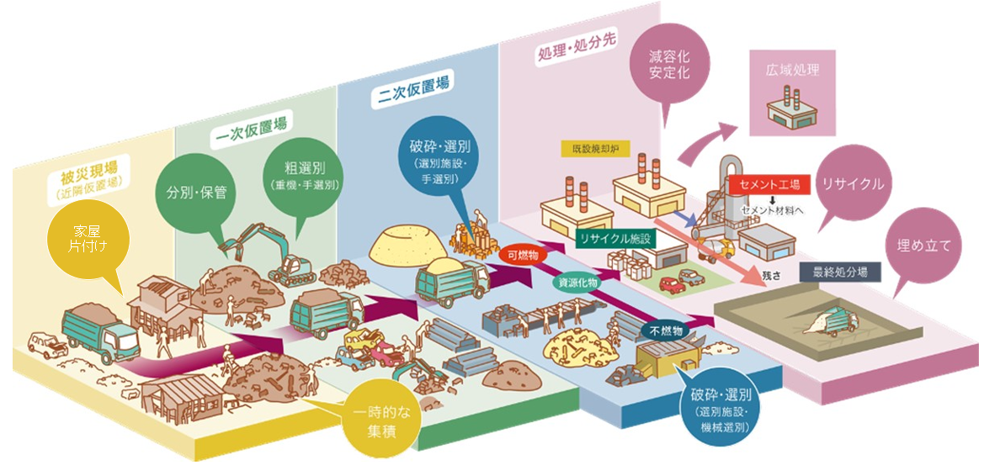 被災現場
(近隣仮置場)
家屋
片付け
一時的な
集積
一次仮置場
分別・保管
粗選別
(重機・手選別)
二次仮置場
破砕・選別
(選別施設・
手選別)
破砕・選別
(選別施設・
機械選別)
可燃物
資源化物
不燃物
処理・処分先
減容化
安定化
広域処理
既設焼却炉
セメント工場
セメント材料へ
リサイクル
リサイクル施設
残さ
最終処分場
埋め立て